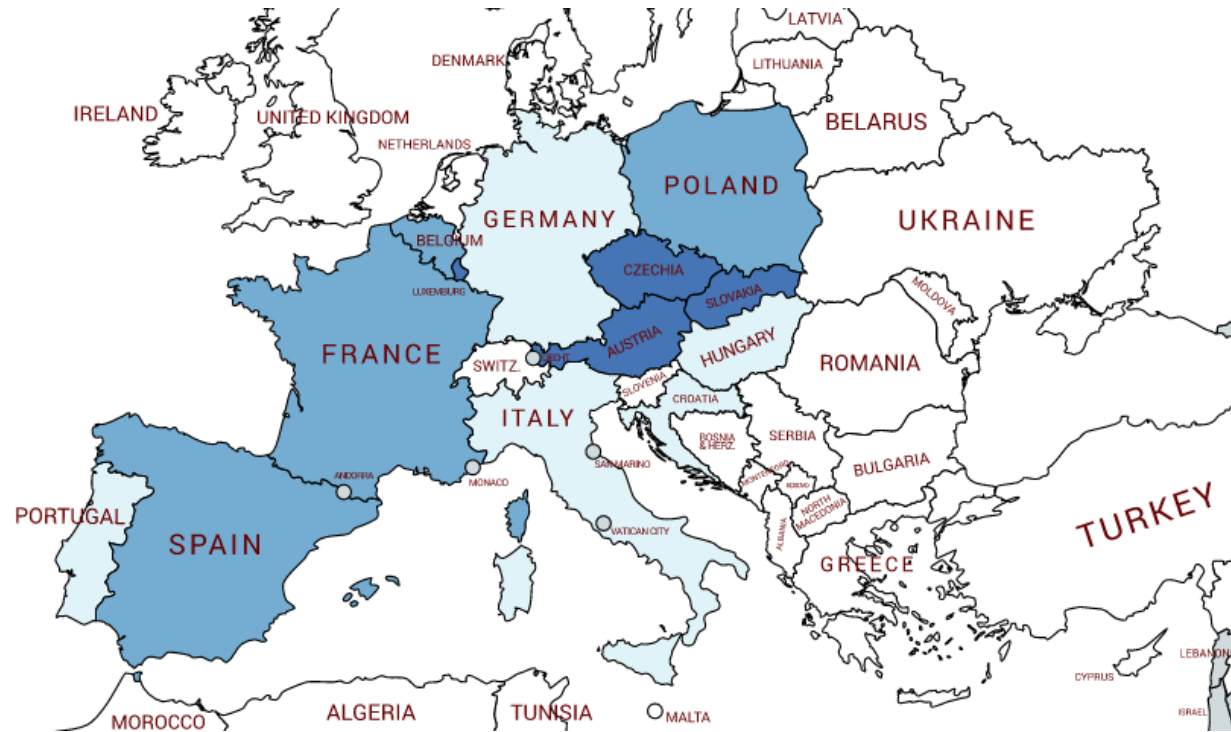 LATVIA
DENMARK
LITHUANIA
IRELAND
UNITED KINGDOM
BELARUS
NETHERLANDS
POLAND
GERMANY
UKRAINE
BELGIUM
CZECHIA
LUXEMBURG
SLOVAKIA
MOLDOVA
FRANCE
AUSTRIA
HUNGARY
SWITZ.
ROMANIA
SLOVENIA
CROATIA
ITALY
BOSNIA
& HERZ.
SERBIA
SAN MARINO
BULGARIA
ANDORRA
MONACO
MONTENEGRO
KOSOVO
NORTH
MACEDONIA
PORTUGAL
SPAIN
VATICAN CITY
ALBANIA
TURKEY
GREECE
LEBANON
CYPRUS
ISRAEL
MOROCCO
ALGERIA
TUNISIA
MALTA